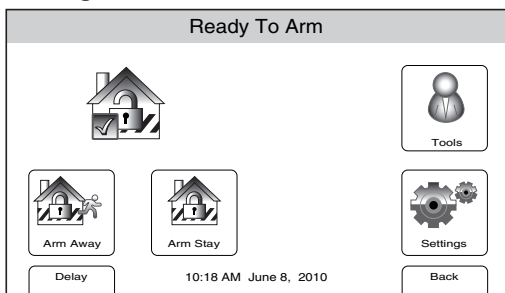 Ready To Arm
Tools
Arm Away
Arm Stay
Settings
Delay
10:18 AM June 8, 2010
Back